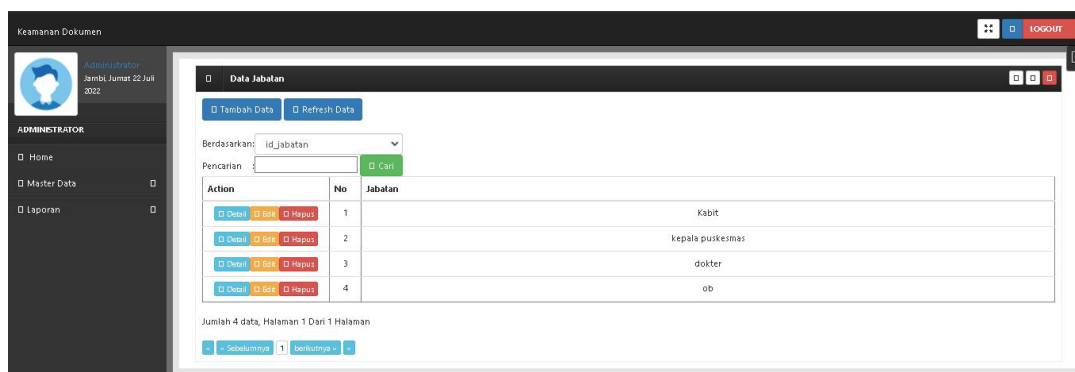 Keamanan Dokumen
LOGOUT
Administrator
Jambi, Jumat 22 Juli
2022
ADMINISTRATOR
Home
Master Data
Laporan
Data Jabatan
Tambah Data Refresh Data
Berdasarkan: id_jabatan
Pencarian : Cari
Action No Jabatan
Detail Edit Hapus 1 Kabit
Detail Edit Hapus 2 kepala puskesmas
Detail Edit Hapus 3 dokter
Detail Edit Hapus 4 ob
Jumlah 4 data, Halaman 1 Dari 1 Halaman
« « Sebelumnya 1 berikutnya » »